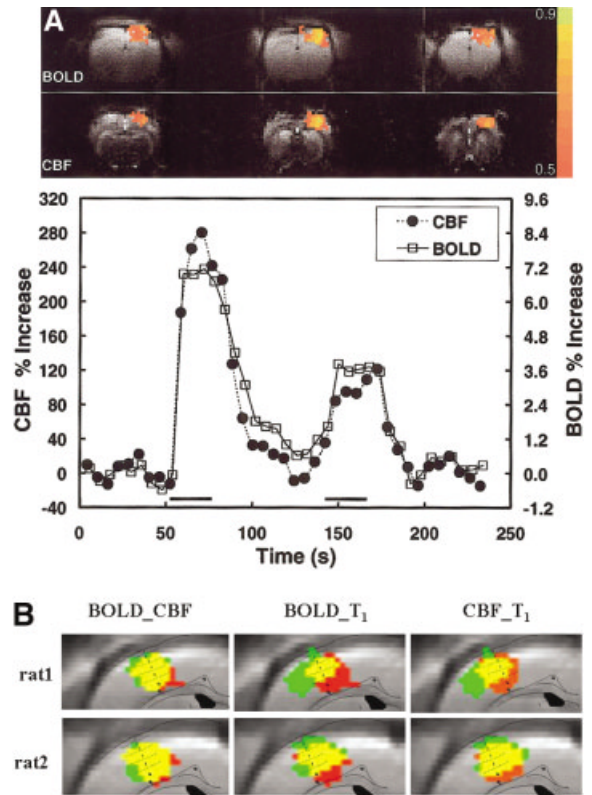 A
0.9
BOLD
CBF
0.5
320
280
240
200
160
120
80
40
0
-40
CBF % Increase
9.6
8.4
7.2
6.0
4.8
3.6
2.4
1.2
0.0
-1.2
BOLD % Increase
CBF
BOLD
0 50 100 150 200 250
Time (s)
B
BOLD_CBF BOLD_T1 CBF_T1
rat1
rat2